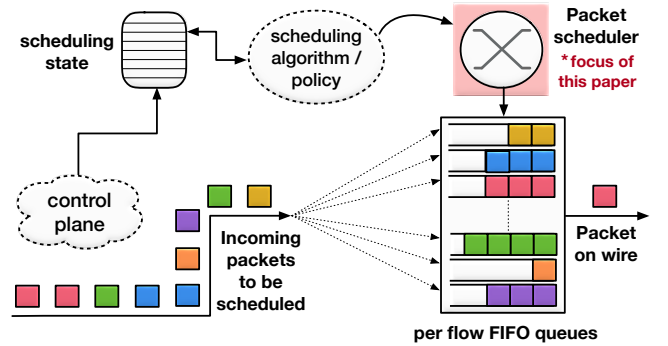 scheduling
state
scheduling
algorithm /
policy
Packet
scheduler
*focus of
this paper
control
plane
Incoming
packets
to be
scheduled
Packet
on wire
per flow FIFO queues